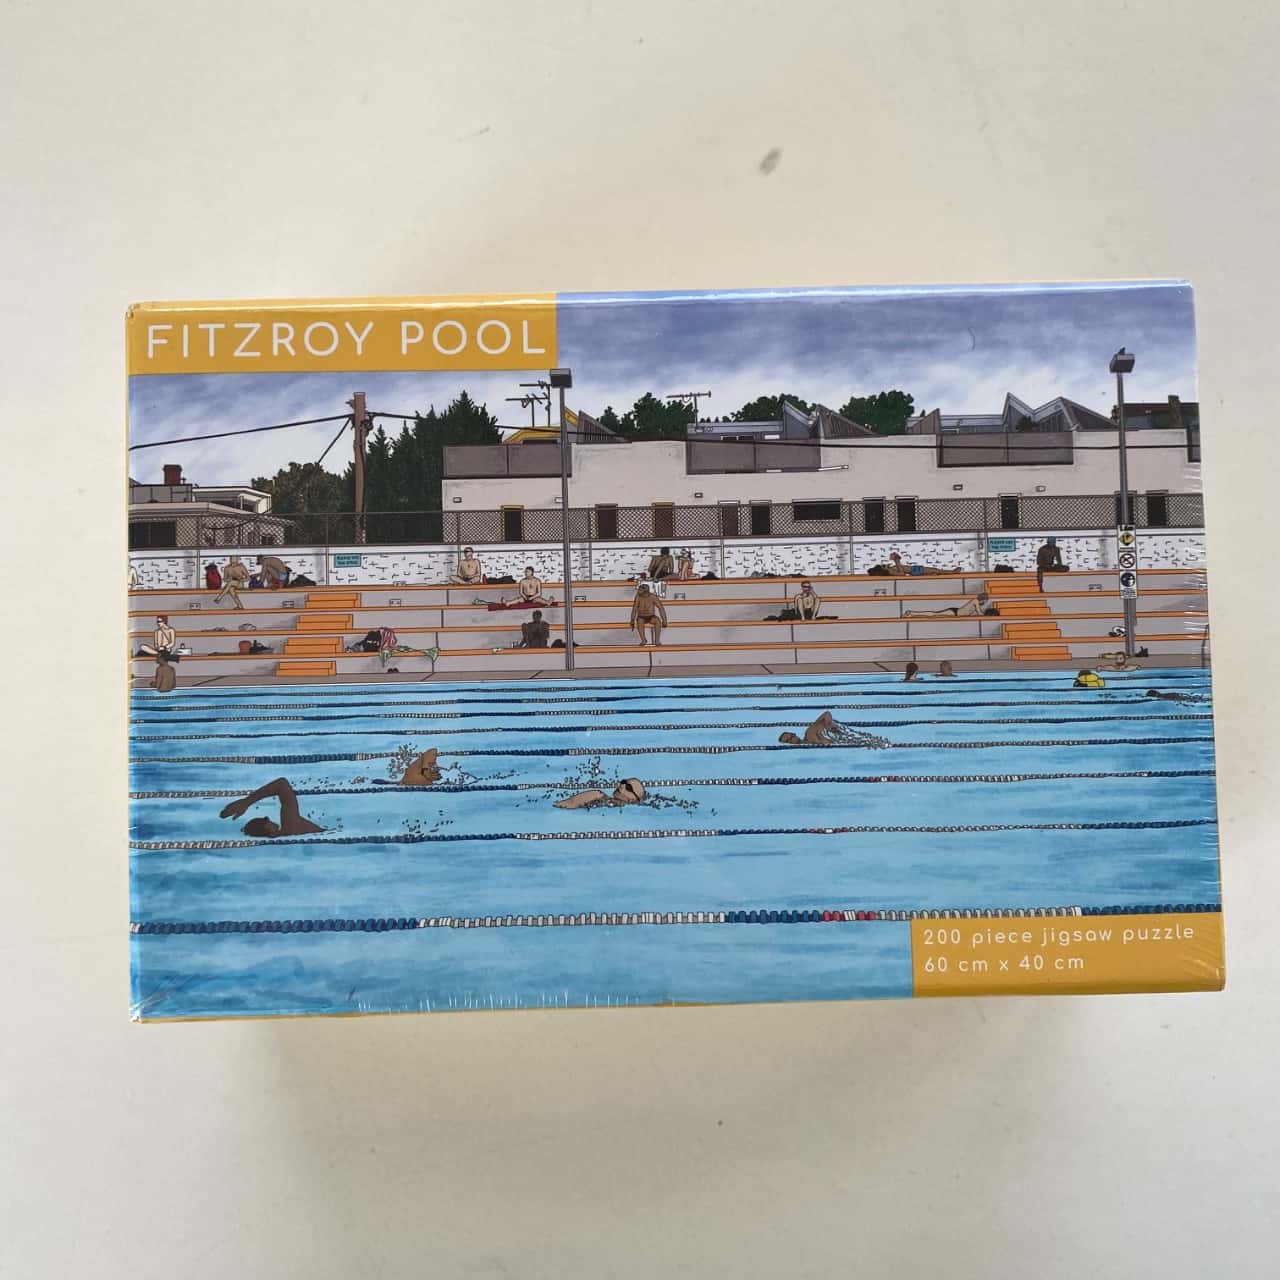 FITZROY POOL
200 piece jigsaw puzzle
60 cm x 40 cm